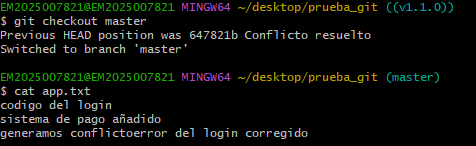 EM2025007821@EM2025007821 MINGW64 ~/desktop/prueba_git ((v1.1.0))
$ git checkout master
Previous HEAD position was 647821b Conflicto resuelto
Switched to branch 'master'
EM2025007821@EM2025007821 MINGW64 ~/desktop/prueba_git (master)
$ cat app.txt
codigo del login
sistema de pago añadido
generamos conflictoerror del login corregido